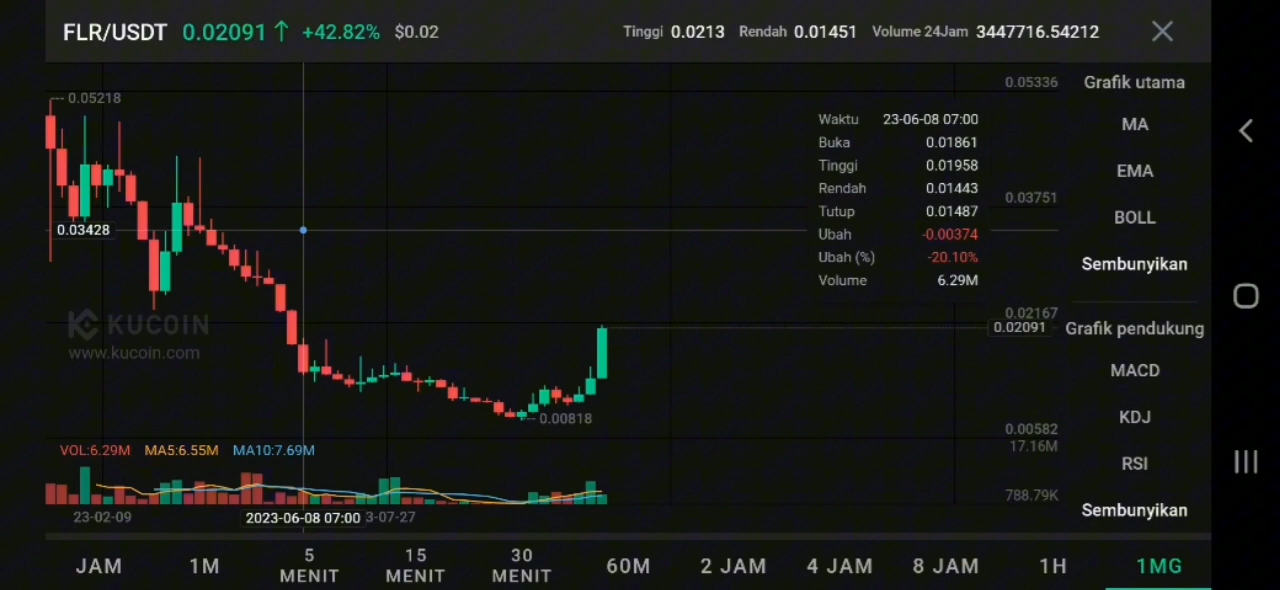 FLR/USDT 0.02091 ↑ +42.82% $0.02 Tinggi 0.0213 Rendah 0.01451 Volume 24Jam 3447716.54212
0.05218
0.05336
Grafik utama
Waktu 23-06-08 07:00
MA
Buka 0.01861
Tinggi 0.01958
EMA
Rendah 0.01443
0.03751
Tutup 0.01487
BOLL
0.03428
Ubah -0.00374
Ubah (%) -20.10%
Sembunyikan
Volume 6.29M
0.02167
KUCOIN
0.02091
Grafik pendukung
www.kucoin.com
MACD
0.00818
KDJ
0.00582
VOL:6.29M MA5:6.55M MA10:7.69M
17.16M
RSI
788.79K
Sembunyikan
23-02-09 2023-06-08 07:00 3-07-27
JAM 1M 5 MENIT 15 MENIT 30 MENIT 60M 2 JAM 4 JAM 8 JAM 1H 1MG